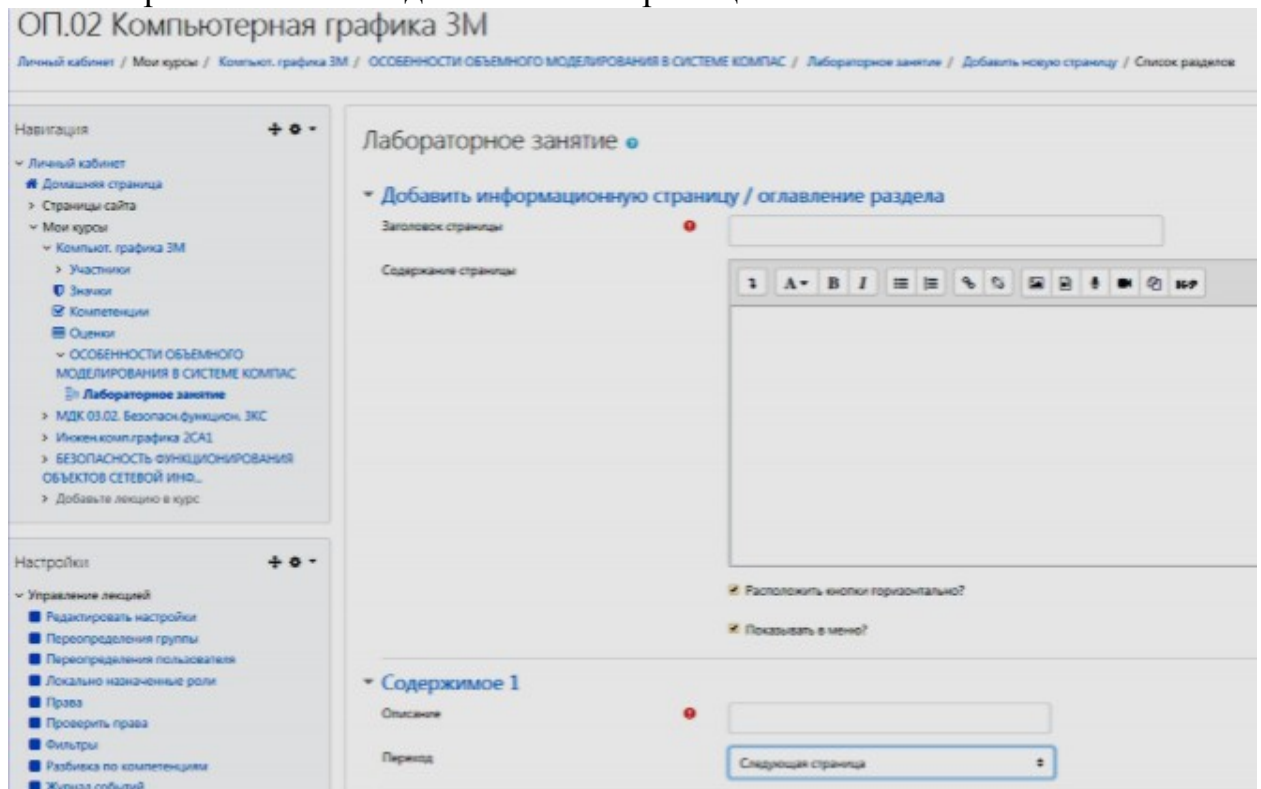 ОП.02 Компьютерная графика 3М
Личный кабинет / Мои курсы / Компьют. графика 3М / ОСОБЕННОСТИ ОБЪЕМНОГО МОДЕЛИРОВАНИЯ В СИСТЕМЕ КОМПАС / Лабораторное занятие / Добавить новую страницу / Список разделов
Навигация
Личный кабинет
Домашняя страница
Страницы сайта
Мои курсы
Компьют. графика 3М
Участники
Значки
Компетенции
Оценки
ОСОБЕННОСТИ ОБЪЕМНОГО
МОДЕЛИРОВАНИЯ В СИСТЕМЕ КОМПАС
Лабораторное занятие
МДК 03.02. Безопасн.функцион. 3КС
Инжен.комп.графика 2СА1
БЕЗОПАСНОСТЬ ФУНКЦИОНИРОВАНИЯ
ОБЪЕКТОВ СЕТЕВОЙ ИНФ...
Добавьте лекцию в курс
Настройки
Управление лекцией
Редактировать настройки
Переопределения группы
Переопределения пользователя
Локально назначенные роли
Права
Проверить права
Фильтры
Разбивка по компетенциям
Журнал событий
Лабораторное занятие
Добавить информационную страницу / оглавление раздела
Заголовок страницы
Содержание страницы
A B I H-P
Расположить кнопки горизонтально?
Показывать в меню?
Содержимое 1
Описание
Переход
Следующая страница